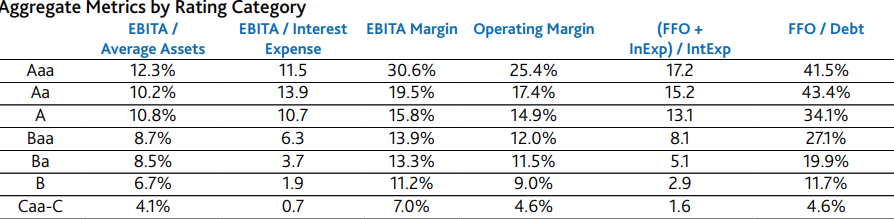 Aggregate Metrics by Rating Category
EBITA / Average Assets EBITA / Interest Expense EBITA Margin Operating Margin (FFO + InExp) / IntExp FFO / Debt
Aaa 12.3% 11.5 30.6% 25.4% 17.2 41.5%
Aa 10.2% 13.9 19.5% 17.4% 15.2 43.4%
A 10.8% 10.7 15.8% 14.9% 13.1 34.1%
Baa 8.7% 6.3 13.9% 12.0% 8.1 27.1%
Ba 8.5% 3.7 13.3% 11.5% 5.1 19.9%
B 6.7% 1.9 11.2% 9.0% 2.9 11.7%
Caa-C 4.1% 0.7 7.0% 4.6% 1.6 4.6%